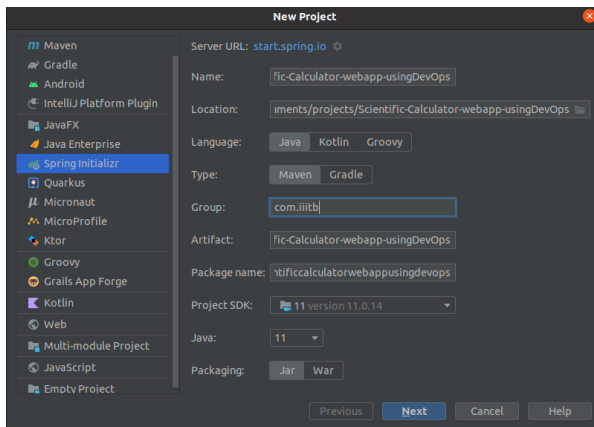 New Project
Maven
Gradle
Android
IntelliJ Platform Plugin
JavaFX
Java Enterprise
Spring Initializr
Quarkus
Micronaut
MicroProfile
Ktor
Groovy
Grails App Forge
Kotlin
Web
Multi-module Project
JavaScript
Empty Project
Server URL: start.spring.io
Name: fic-Calculator-webapp-usingDevOps
Location: uments/projects/Scientific-Calculator-webapp-usingDevOps
Language: Java Kotlin Groovy
Type: Maven Gradle
Group: com.iiitb
Artifact: fic-Calculator-webapp-usingDevOps
Package name: ntificcalculatorwebappusingdevops
Project SDK: 11 version 11.0.14
Java: 11
Packaging: Jar War
Previous Next Cancel Help